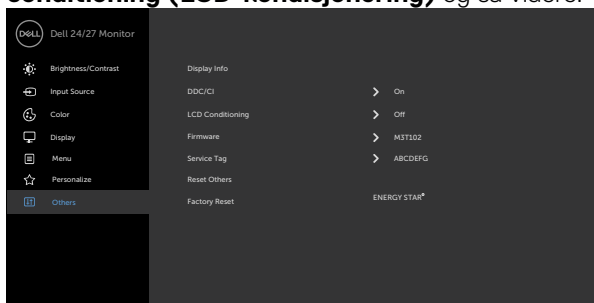 conditioning (LCD-kondisjonering) og så videre.
DELL Dell 24/27 Monitor
Brightness/Contrast Display Info
Input Source DDC/CI On
Color LCD Conditioning Off
Display Firmware M3T102
Menu Service Tag ABCDEFG
Personalize Reset Others
Others Factory Reset ENERGY STAR®